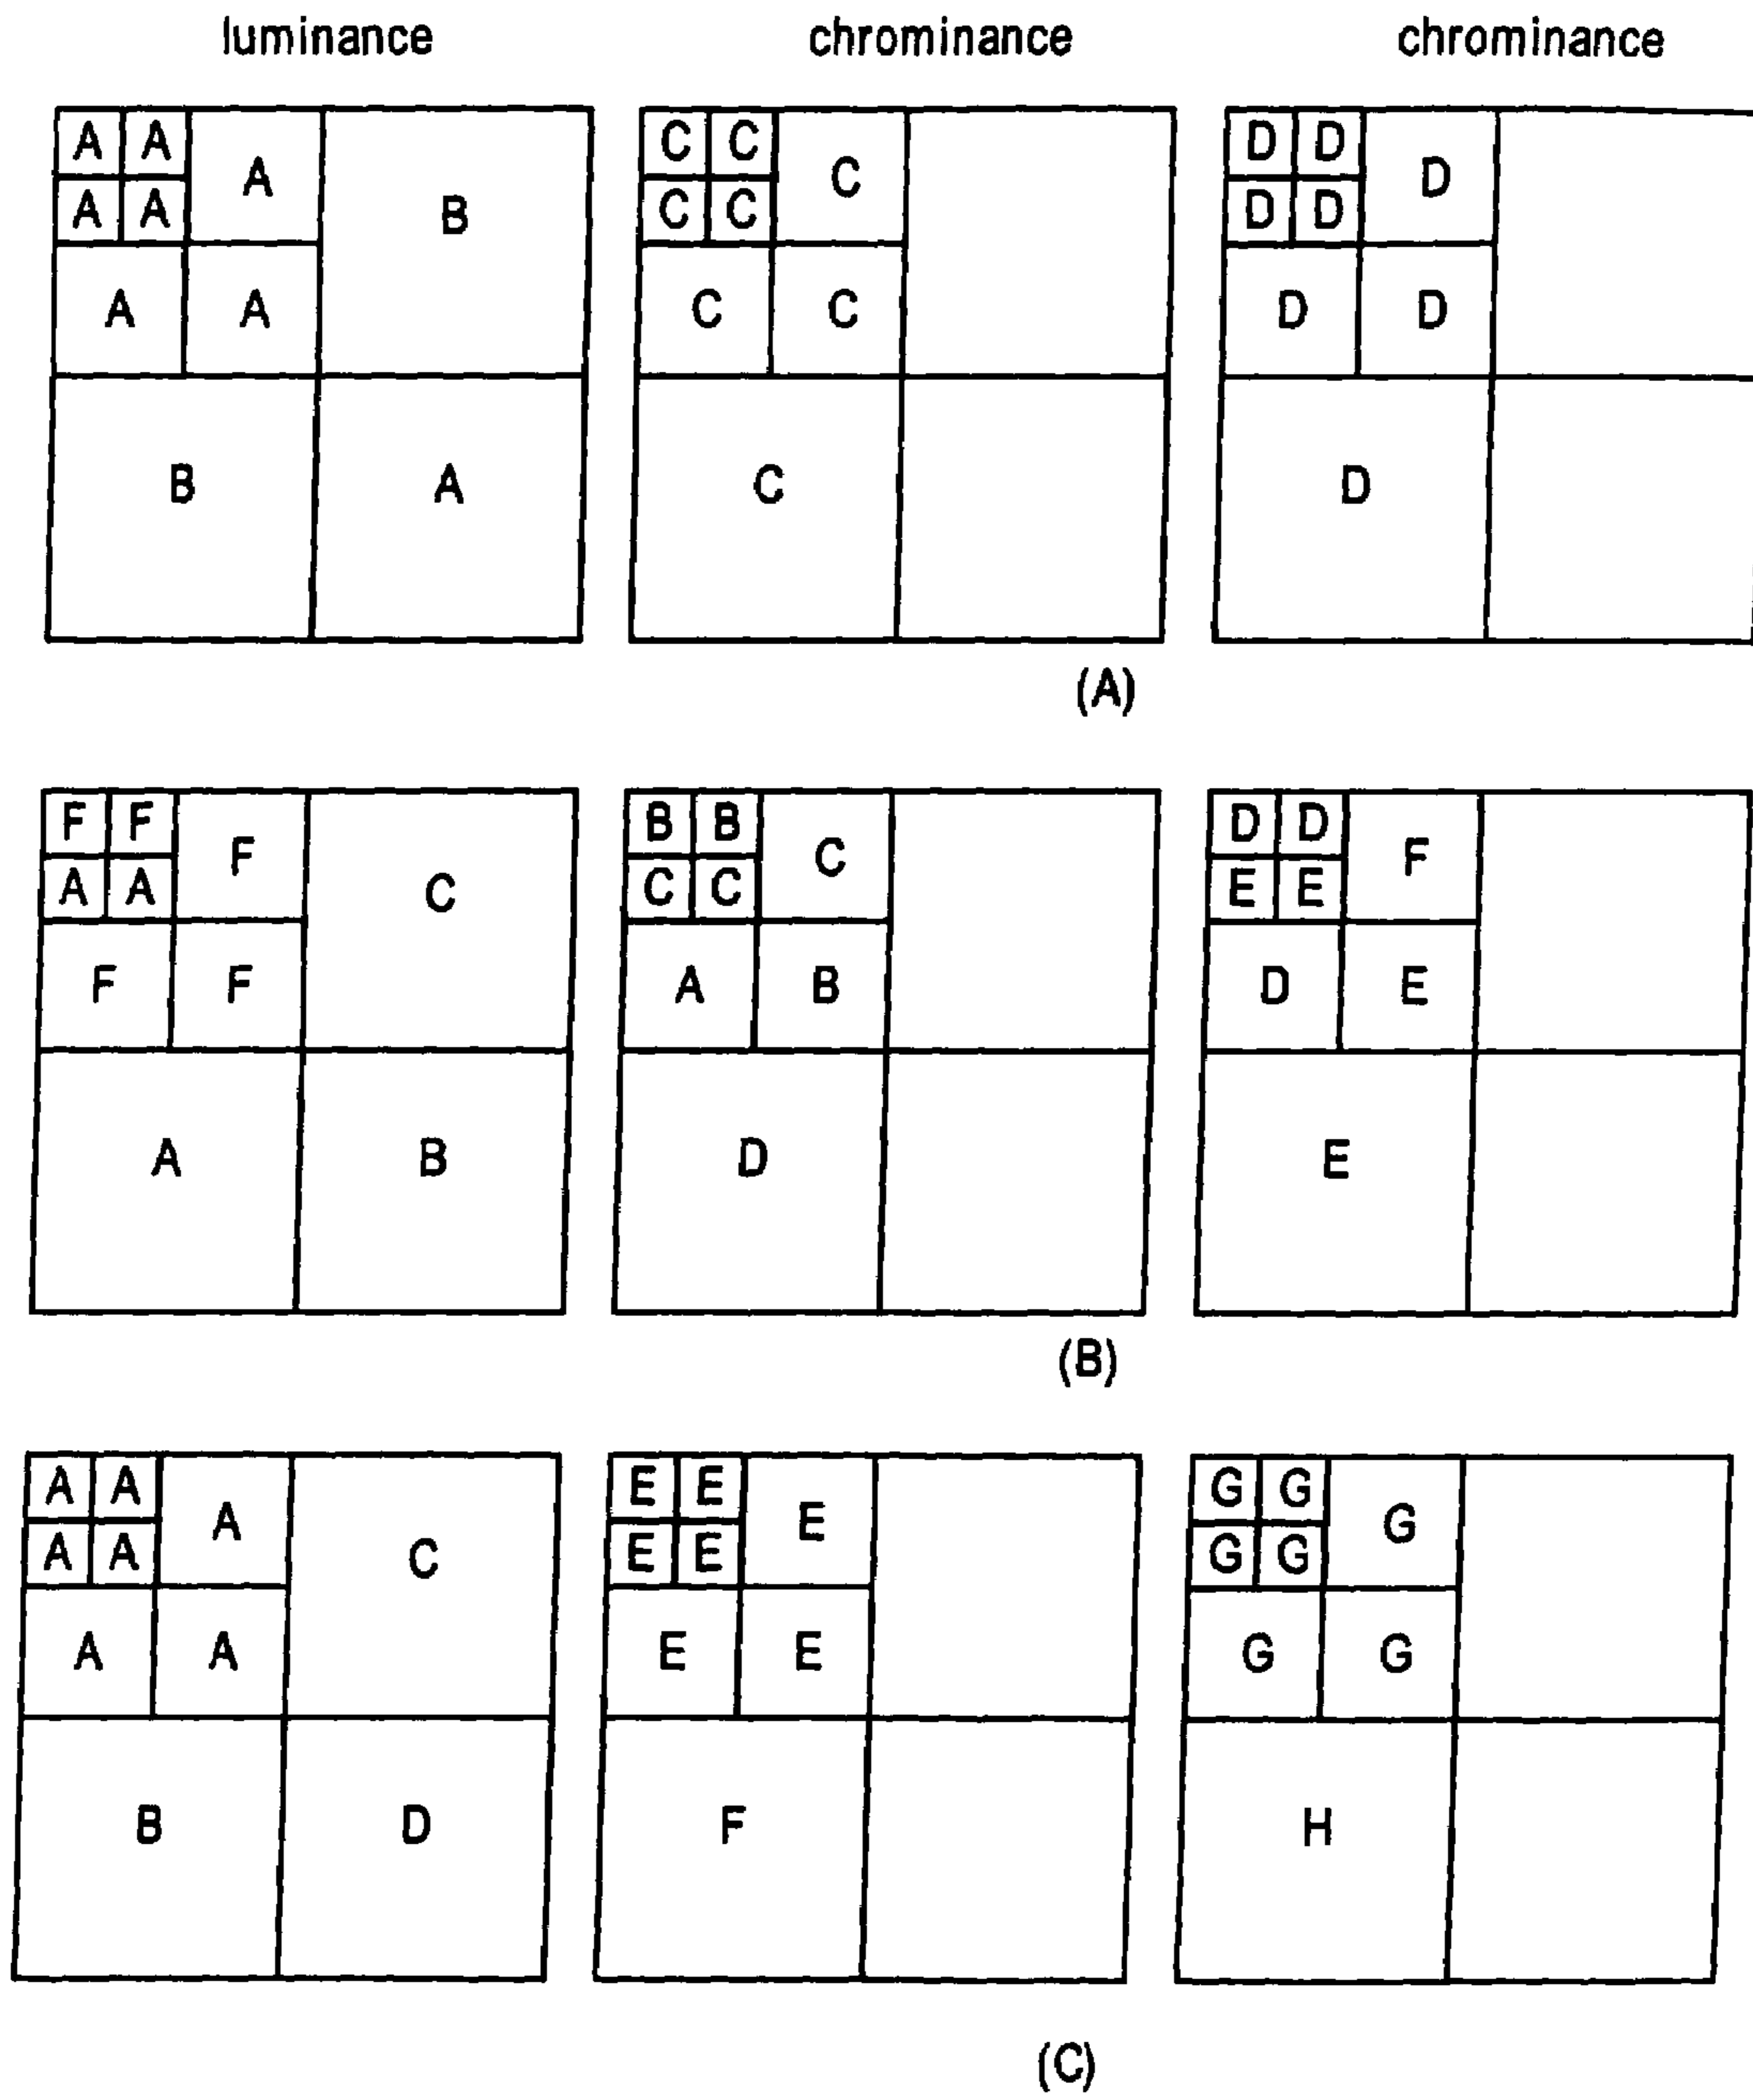 luminance chrominance chrominance
A A A B C C C D D D
A A C C D D
A A C C D D
B A C D
(A)
F F F C B B C D D F
A A C C E E
F F A B D E
A B D E
(B)
A A A C E E E G G G
A A E E G G
A A E E G G
B D F H
(C)